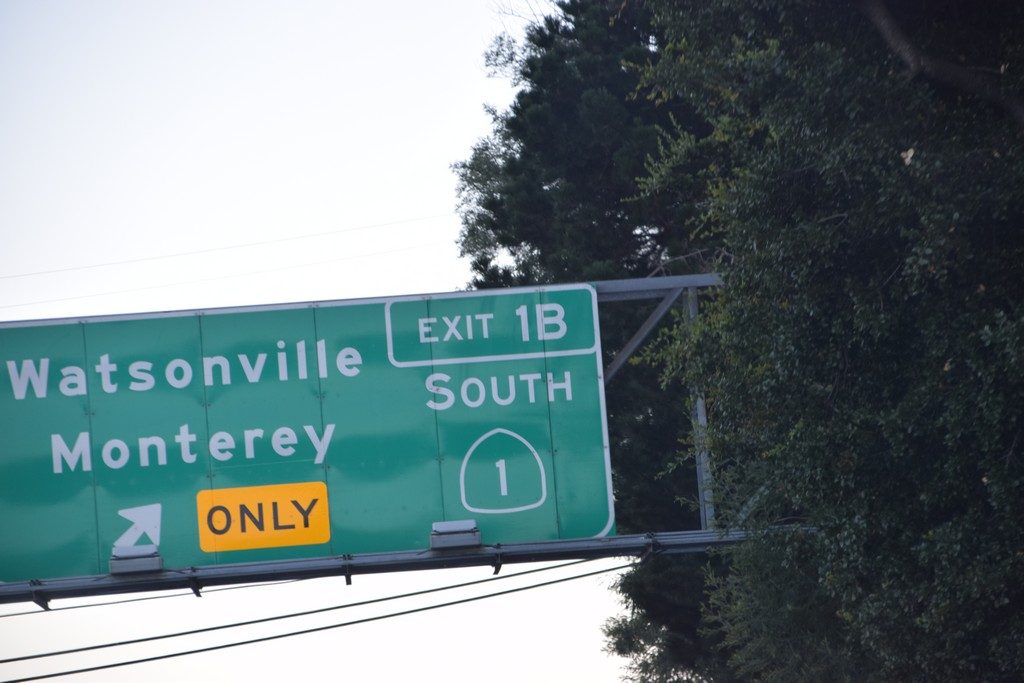 EXIT 1B
Watsonville SOUTH
Monterey 1
ONLY